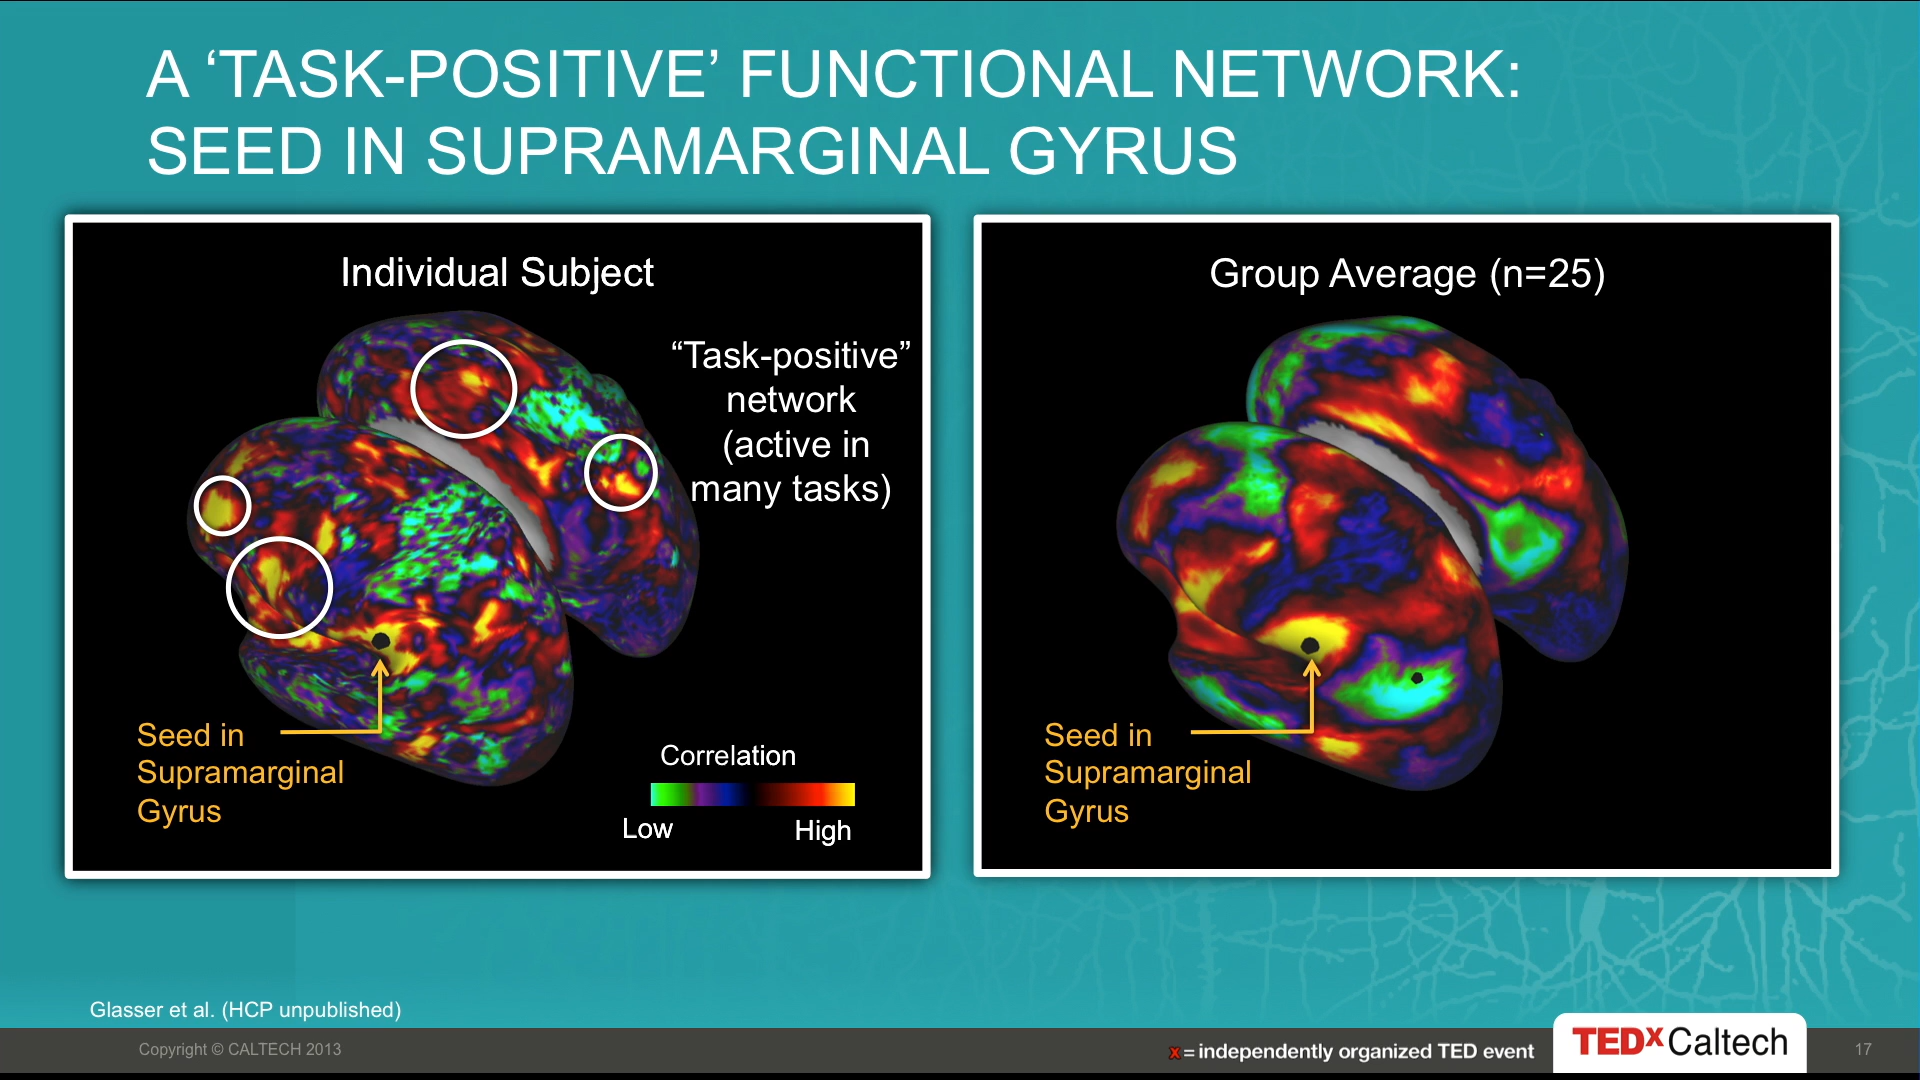 A ‘TASK-POSITIVE’ FUNCTIONAL NETWORK:
SEED IN SUPRAMARGINAL GYRUS
Individual Subject
“Task-positive”
network
(active in
many tasks)
Seed in
Supramarginal
Gyrus
Correlation
Low
High
Group Average (n=25)
Seed in
Supramarginal
Gyrus
Glasser et al. (HCP unpublished)
Copyright © CALTECH 2013
x = independently organized TED event
TEDx Caltech
17